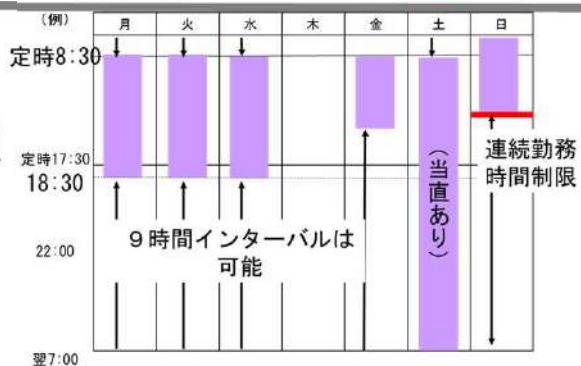 (例)
月 火 水 木 金 土 日
定時8:30
定時17:30
18:30
22:00
翌7:00
9時間インターバルは
可能
(当直あり)
連続勤務
時間制限